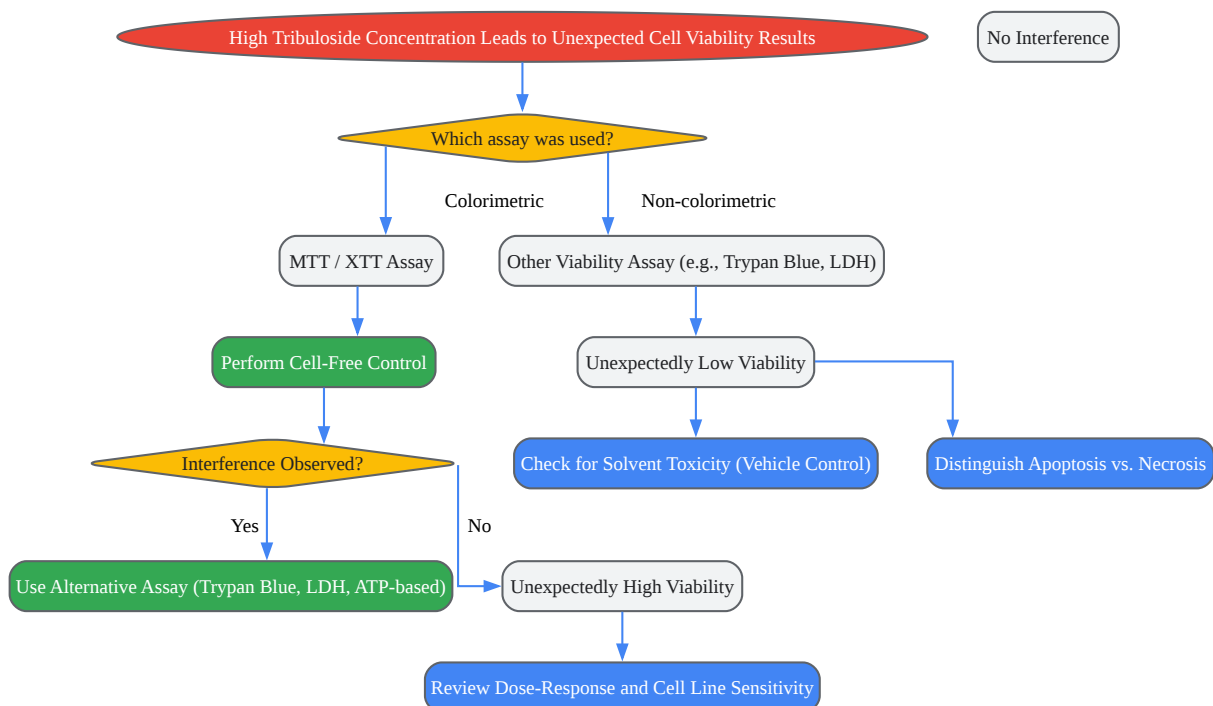 High Tribuloside Concentration Leads to Unexpected Cell Viability Results
No Interference
Which assay was used?
Colorimetric
Non-colorimetric
MTT / XTT Assay
Other Viability Assay (e.g., Trypan Blue, LDH)
Perform Cell-Free Control
Unexpectedly Low Viability
Interference Observed?
Check for Solvent Toxicity (Vehicle Control)
Distinguish Apoptosis vs. Necrosis
Yes
No
Use Alternative Assay (Trypan Blue, LDH, ATP-based)
Unexpectedly High Viability
Review Dose-Response and Cell Line Sensitivity